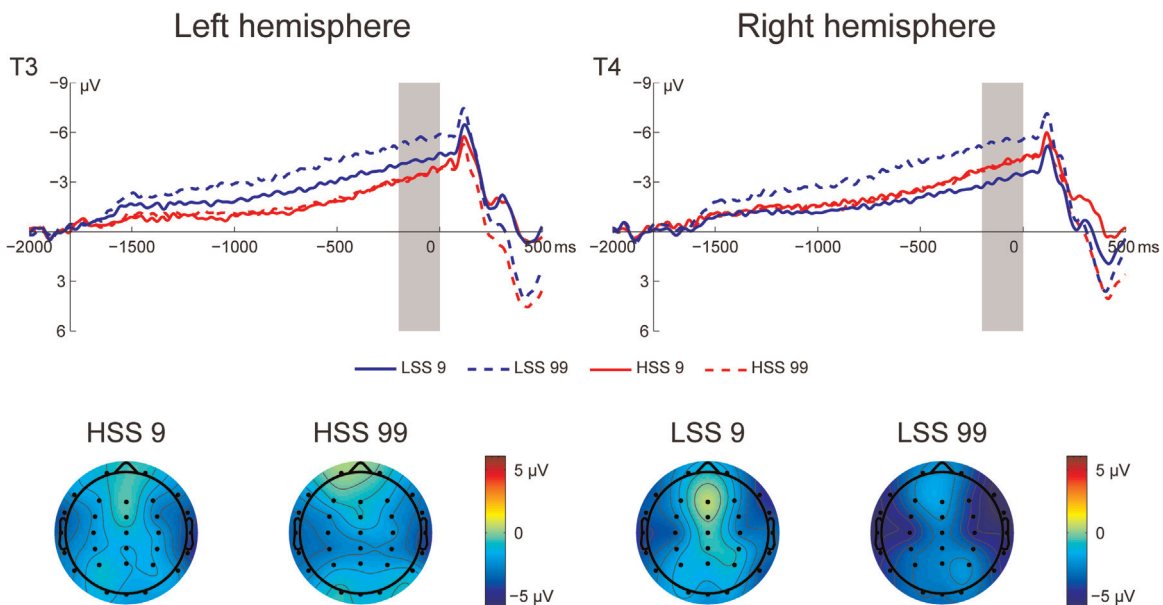 Left hemisphere
Right hemisphere
T3
T4
−9
µV
−9
µV
−6
−6
−3
−3
−2000
−1500
−1000
−500
0
500 ms
−2000
−1500
−1000
−500
0
500 ms
3
3
6
6
LSS 9
LSS 99
HSS 9
HSS 99
HSS 9
HSS 99
LSS 9
LSS 99
5 µV
0
−5 µV
5 µV
0
−5 µV